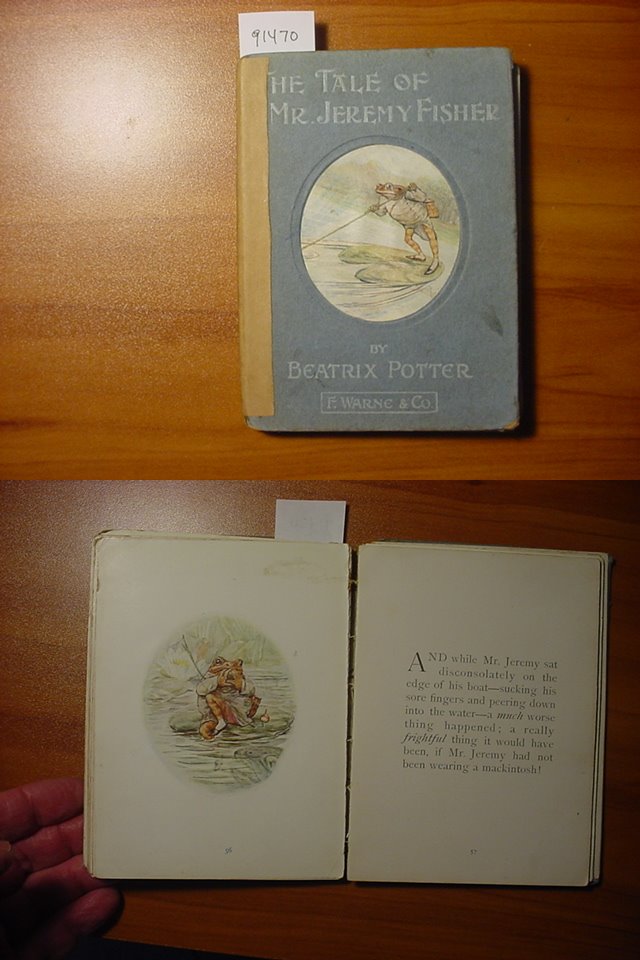 91470
HE TALE OF
MR. JEREMY FISHER
BY
BEATRIX POTTER
F. WARNE & CO.
AND while Mr. Jeremy sat
disconsolately on the
edge of his boat—sucking his
sore fingers and peering down
into the water—a much worse
thing happened; a really
frightful thing it would have
been, if Mr. Jeremy had not
been wearing a mackintosh!
56
57